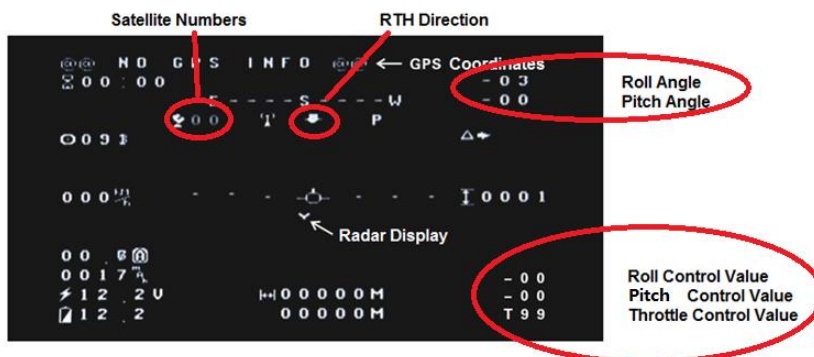 Satellite Numbers RTH Direction
NO GPS INFO ← GPS Coordinates
00:00 -03 Roll Angle
E - - - - S - - - - W -00 Pitch Angle
00 P
093
000 - - - - - - 0001
Radar Display
00.
0017
12.2V -00 Roll Control Value
00000M -00 Pitch Control Value
12.2 00000M T99 Throttle Control Value